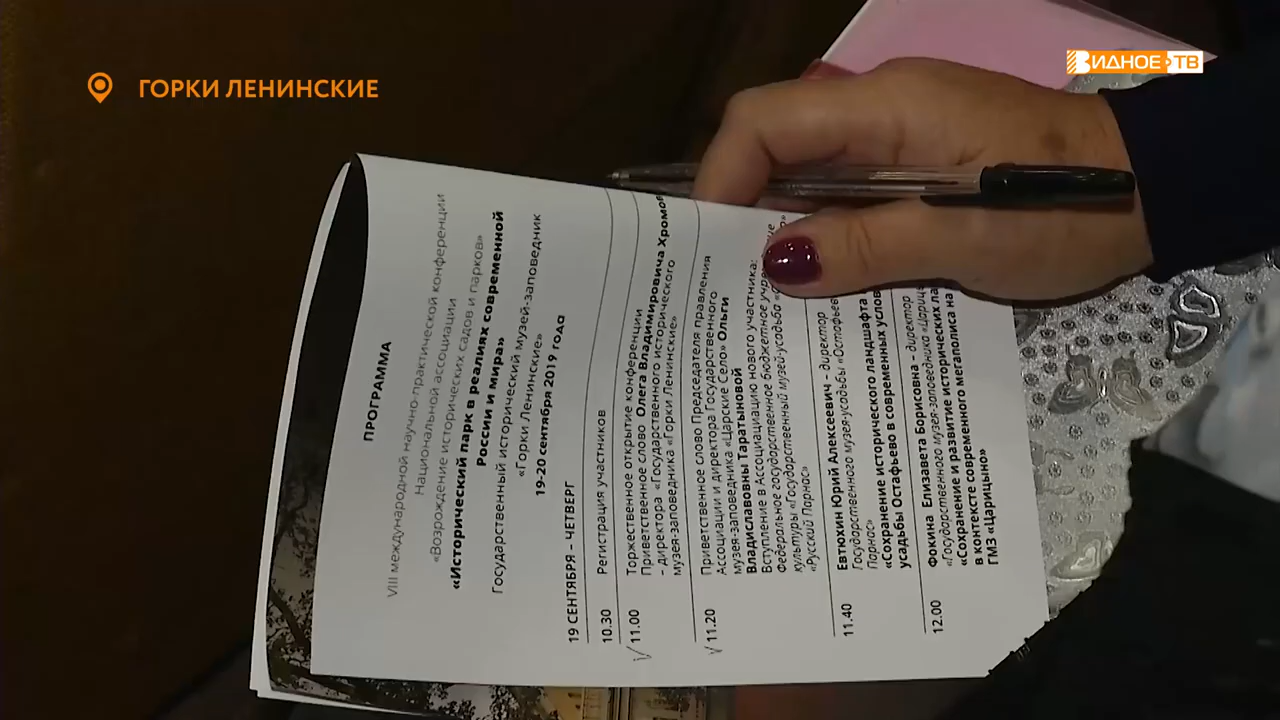 ГОРКИ ЛЕНИНСКИЕ
ВИДНОЕ ТВ
ПРОГРАММА
VIII международной научно-практической конференции
Национальной ассоциации
«Возрождение исторических садов и парков»
«Исторический парк в реалиях современной
России и мира»
Государственный исторический музей-заповедник
«Горки Ленинские»
19-20 сентября 2019 года
19 СЕНТЯБРЯ – ЧЕТВЕРГ
10.30 Регистрация участников
11.00 Торжественное открытие конференции
Приветственное слово Олега Владимировича Хромова
– директора «Государственного исторического
музея-заповедника «Горки Ленинские»
11.20 Приветственное слово Председателя правления
Ассоциации и директора Государственного
музея-заповедника «Царские Село» Ольги
Владиславовны Таратыновой
Вступление в Ассоциацию нового участника:
Федеральное государственное бюджетное
культуры «Государственный музей-усадьба
«Русский Парнас»
11.40 Евтюхин Юрий Алексеевич – директор
Государственного музея-усадьбы «Остафьево
Парнас»
«Сохранение исторического ландшафта
усадьбы Остафьево в современных
12.00 Фокина Елизавета Борисовна – директор
«Государственного музея-заповедника
«Сохранение и развитие исторических
в контексте современного мегаполиса на
ГМЗ «Царицыно»